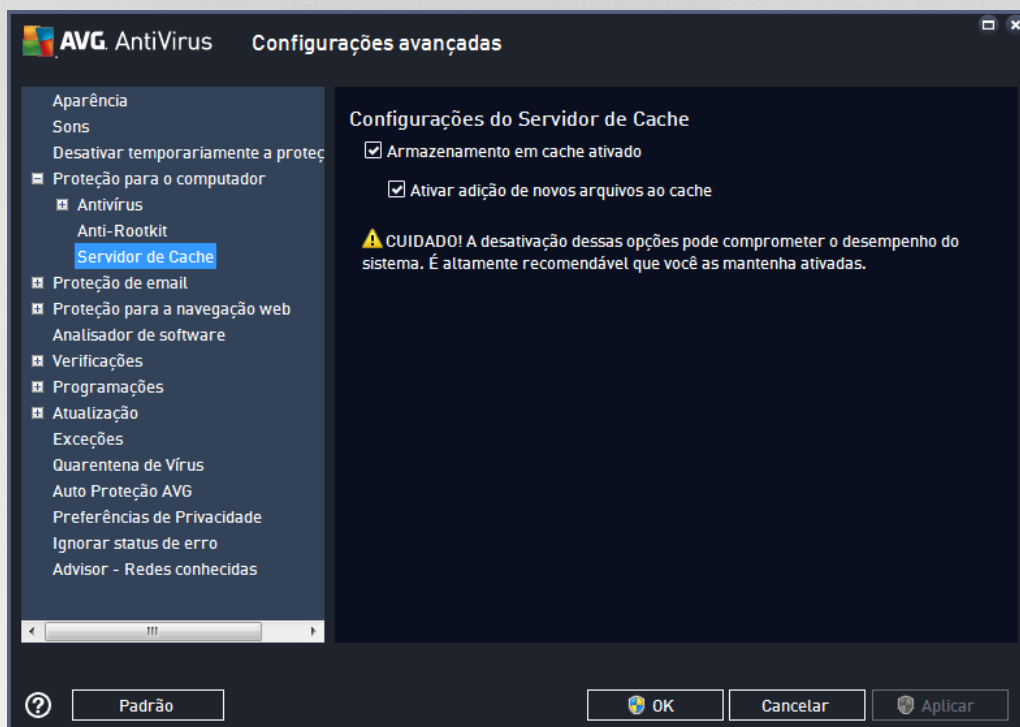 AVG. AntiVirus
Configurações avançadas
Aparência
Sons
Desativar temporariamente a proteç
Proteção para o computador
Antivírus
Anti-Rootkit
Servidor de Cache
Proteção de email
Proteção para a navegação web
Analisador de software
Verificações
Programações
Atualização
Exceções
Quarentena de Vírus
Auto Proteção AVG
Preferências de Privacidade
Ignorar status de erro
Advisor - Redes conhecidas
Configurações do Servidor de Cache
Armazenamento em cache ativado
Ativar adição de novos arquivos ao cache
CUIDADO! A desativação dessas opções pode comprometer o desempenho do
sistema. É altamente recomendável que você as mantenha ativadas.
Padrão
OK
Cancelar
Aplicar